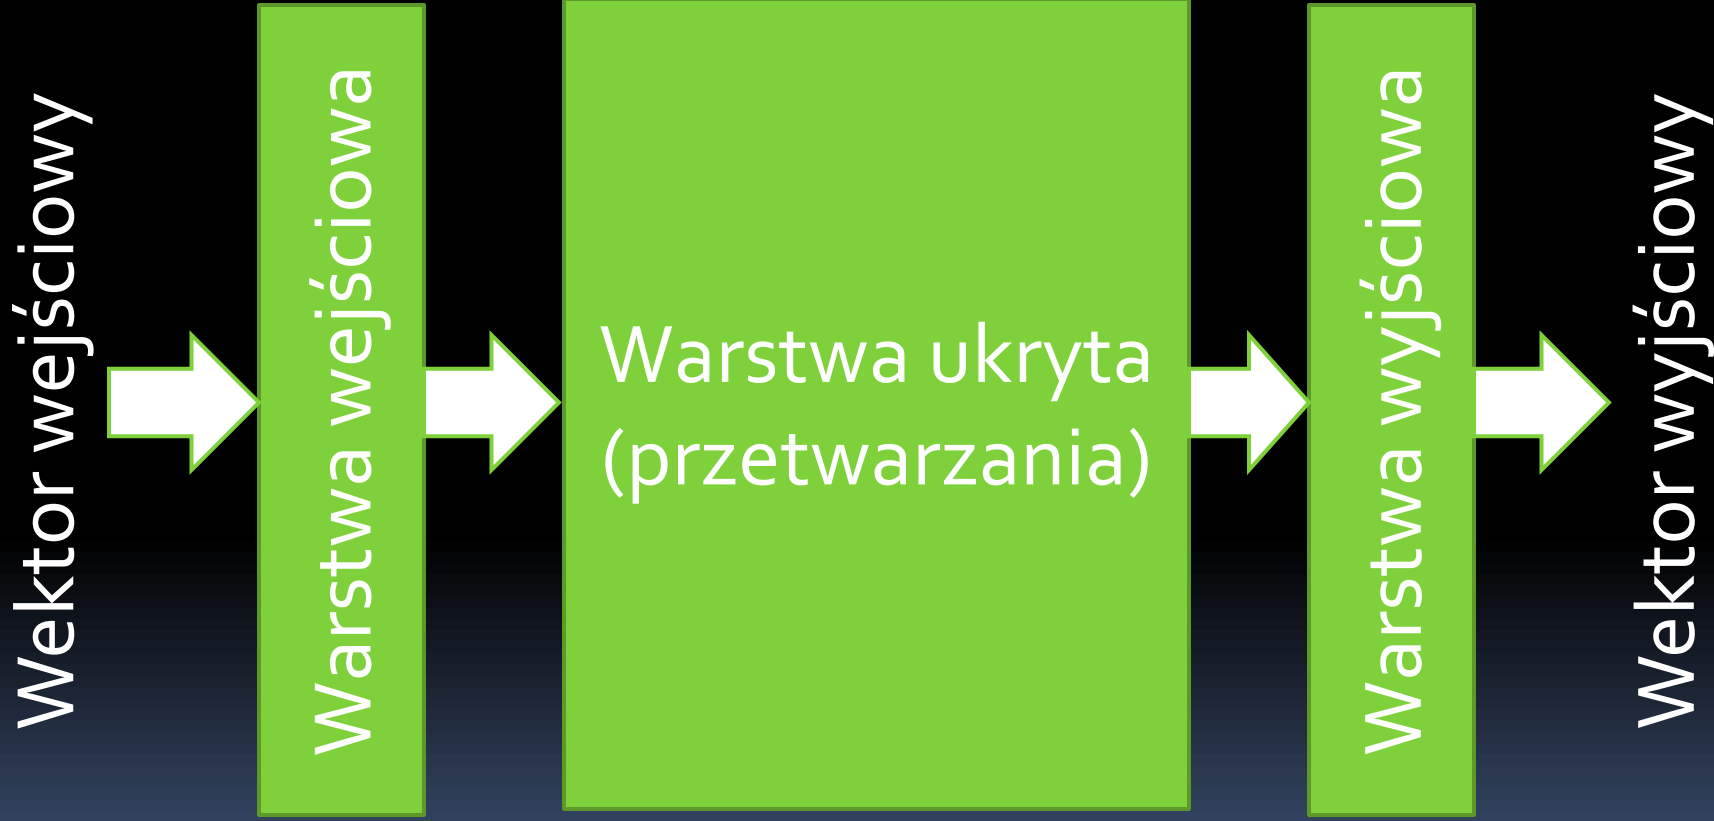 Wektor wejściowy
Warstwa wejściowa
Warstwa ukryta
(przetwarzania)
Warstwa wyjściowa
Wektor wyjściowy